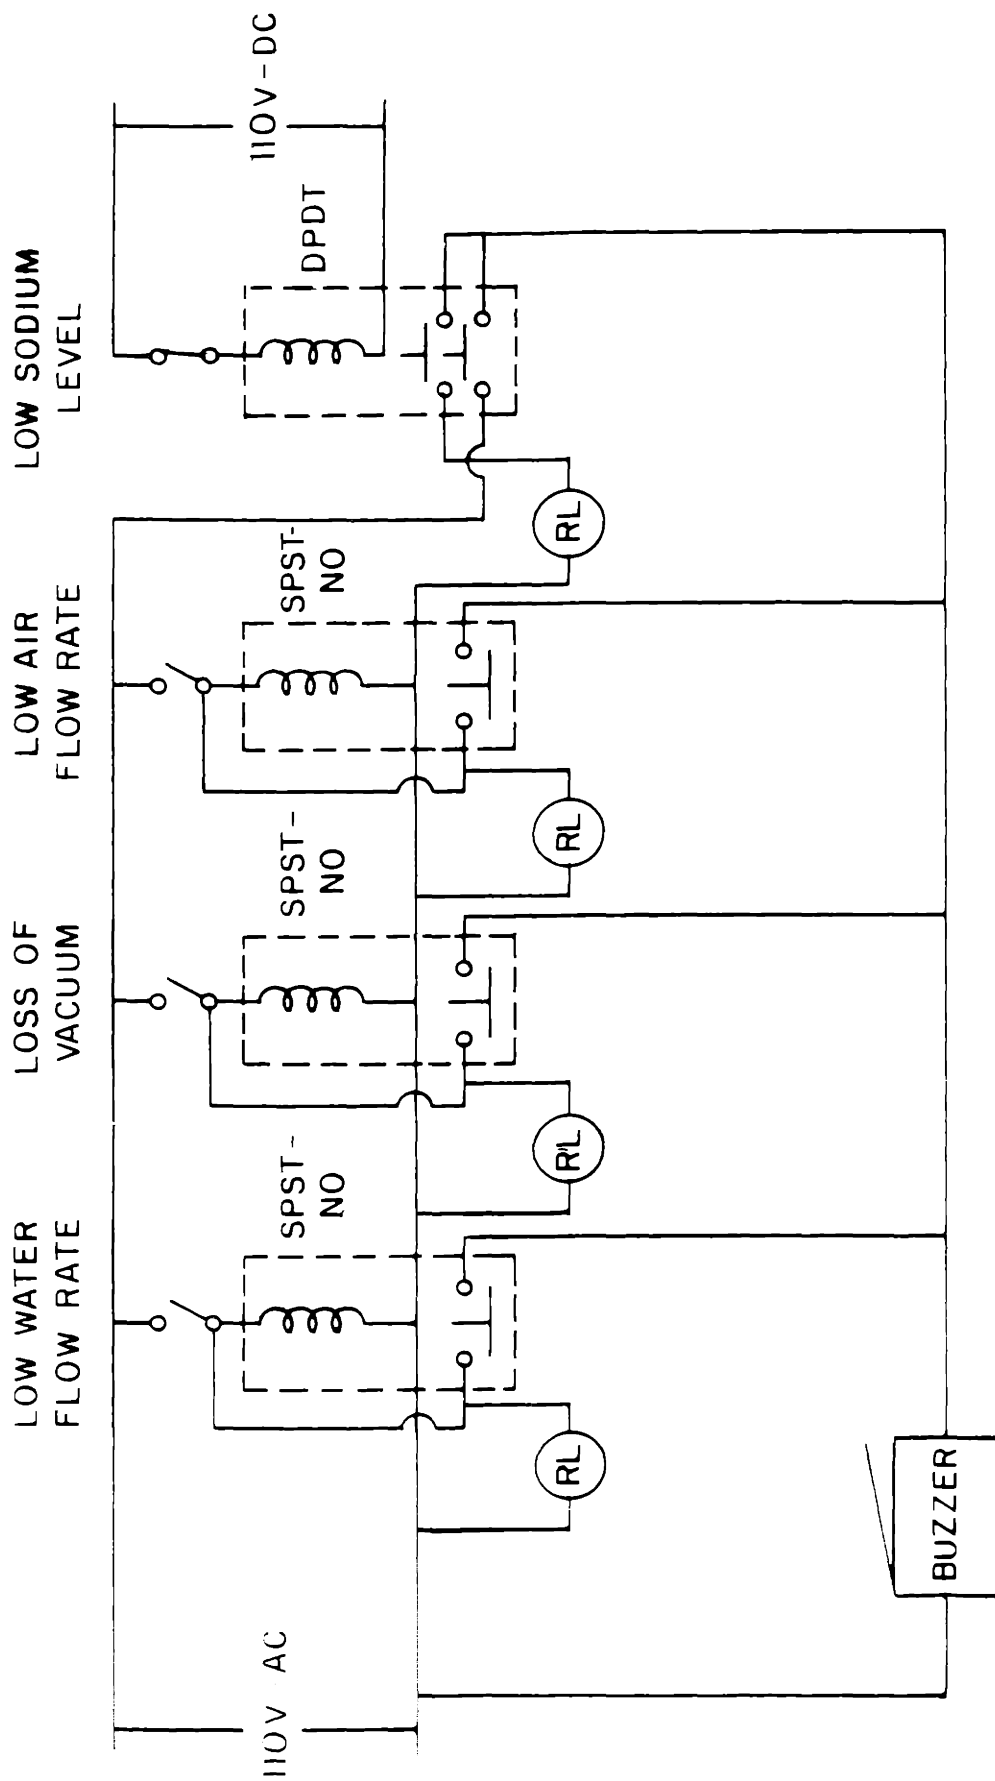 LOW WATER
FLOW RATE
LOSS OF
VACUUM
LOW AIR
FLOW RATE
LOW SODIUM
LEVEL
110V AC
SPST-
NO
SPST-
NO
SPST-
NO
DPDT
110V-DC
RL
RL
RL
RL
BUZZER